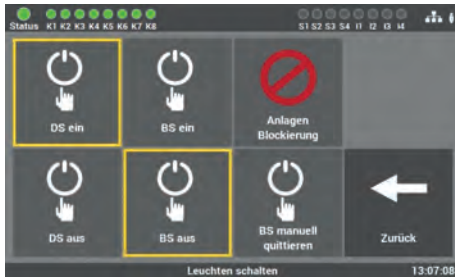 Status K1 K2 K3 K4 K5 K6 K7 K8 S1 S2 S3 S4 I1 I2 I3 I4
DS ein
BS ein
Anlagen
Blockierung
DS aus
BS aus
BS manuell
quittieren
Zurück
Leuchten schalten 13:07:08